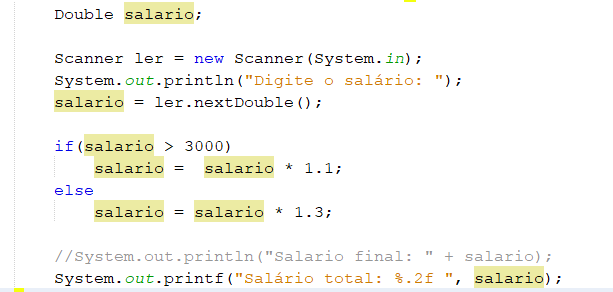 Double salario;
Scanner ler = new Scanner(System.in);
System.out.println("Digite o salário: ");
salario = ler.nextDouble();
if(salario > 3000)
salario =  salario * 1.1;
else
salario = salario * 1.3;
//System.out.println("Salario final: " + salario);
System.out.printf("Salário total: %.2f ", salario);